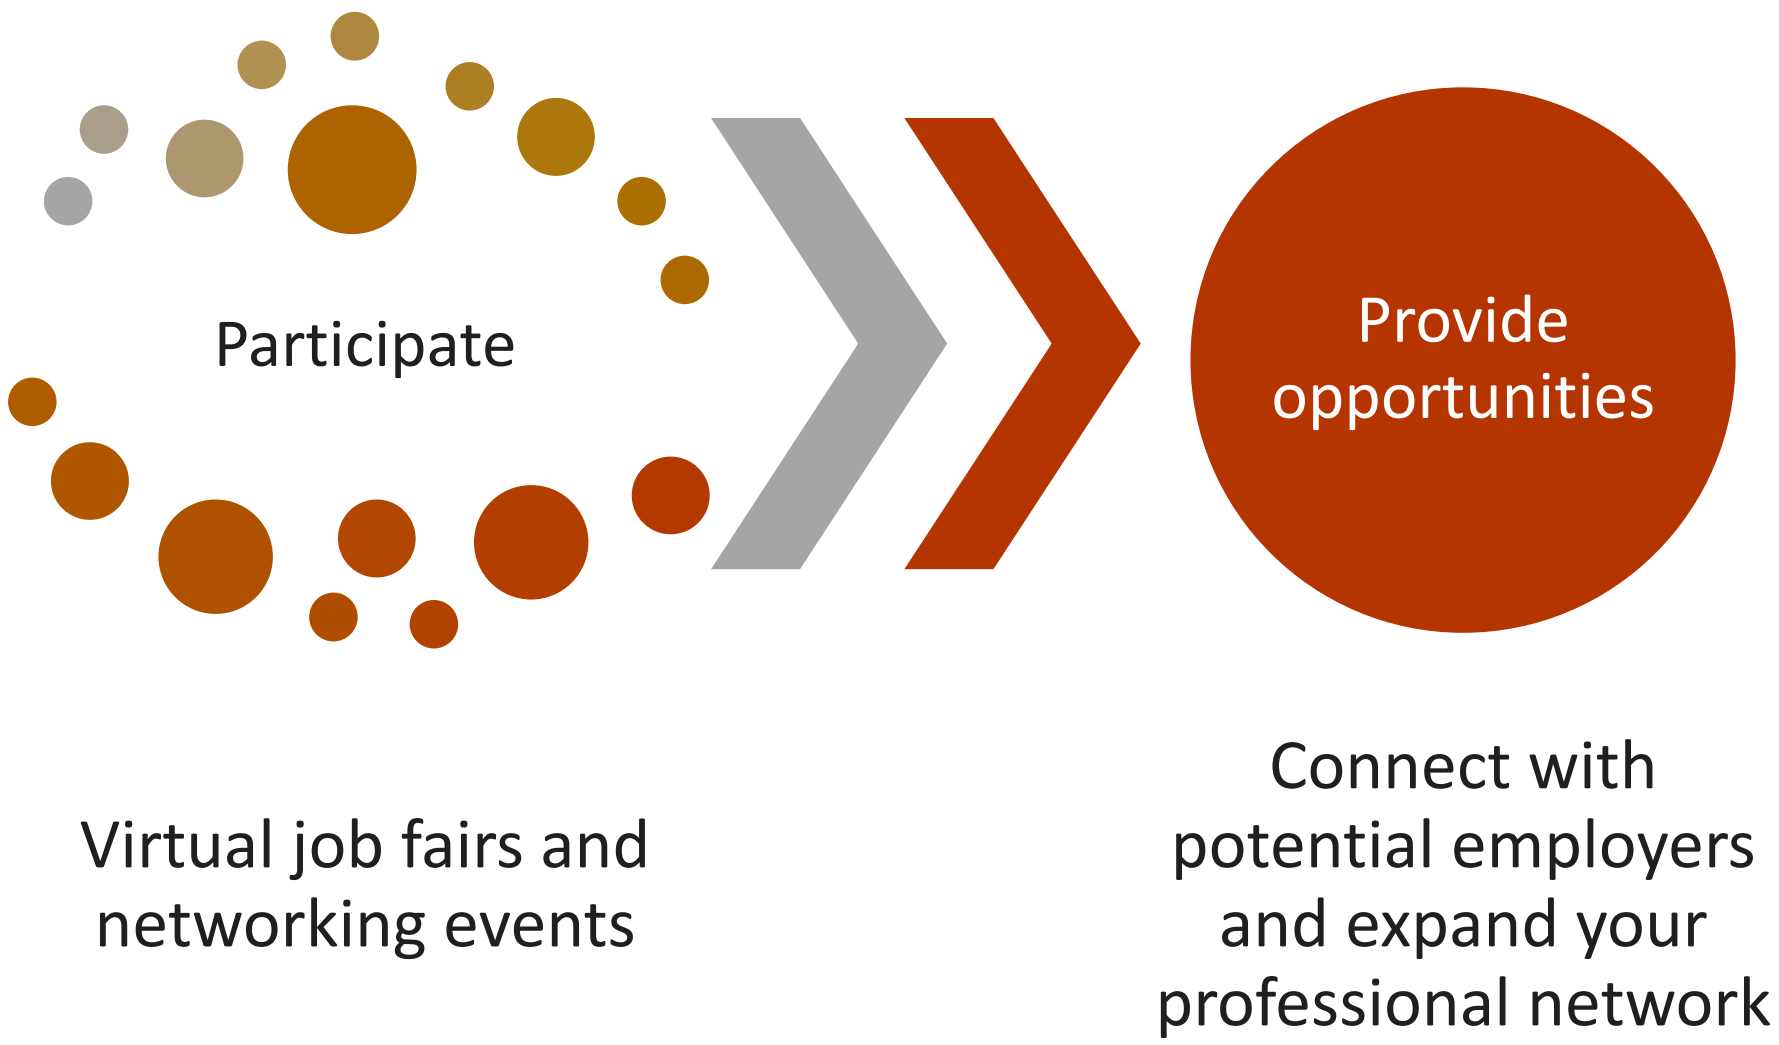 Participate
Provide
opportunities
Virtual job fairs and
networking events
Connect with
potential employers
and expand your
professional network